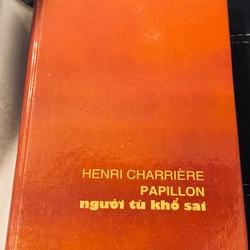 HENRI CHARRIÈRE
PAPILLON
người tù khổ sai